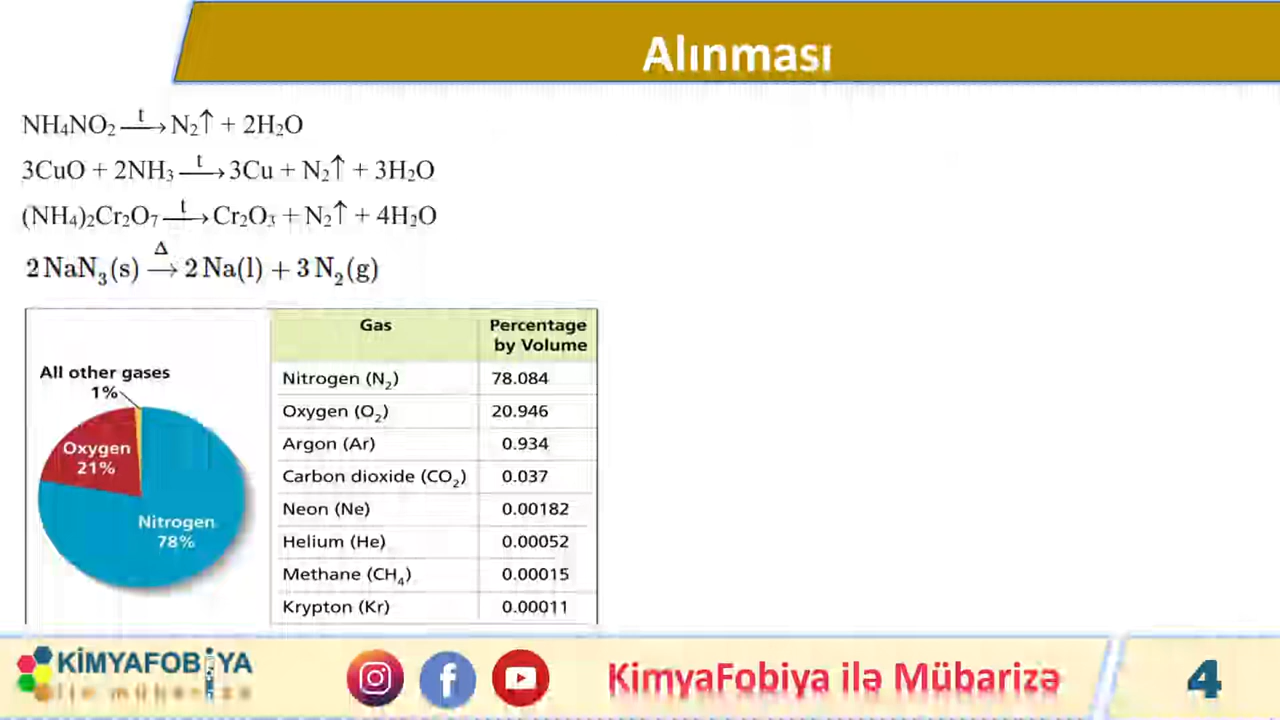 Alınması
NH₄NO₂ —t→ N₂↑ + 2H₂O
3CuO + 2NH₃ —t→ 3Cu + N₂↑ + 3H₂O
(NH₄)₂Cr₂O₇ —t→ Cr₂O₃ + N₂↑ + 4H₂O
2 NaN₃(s) —Δ→ 2 Na(l) + 3 N₂(g)
All other gases
1%
Oxygen
21%
Nitrogen
78%
Gas Percentage by Volume
Nitrogen (N₂) 78.084
Oxygen (O₂) 20.946
Argon (Ar) 0.934
Carbon dioxide (CO₂) 0.037
Neon (Ne) 0.00182
Helium (He) 0.00052
Methane (CH₄) 0.00015
Krypton (Kr) 0.00011
KİMYAFOBİYA
ilə mübarizə
KimyaFobiya ilə Mübarizə
4